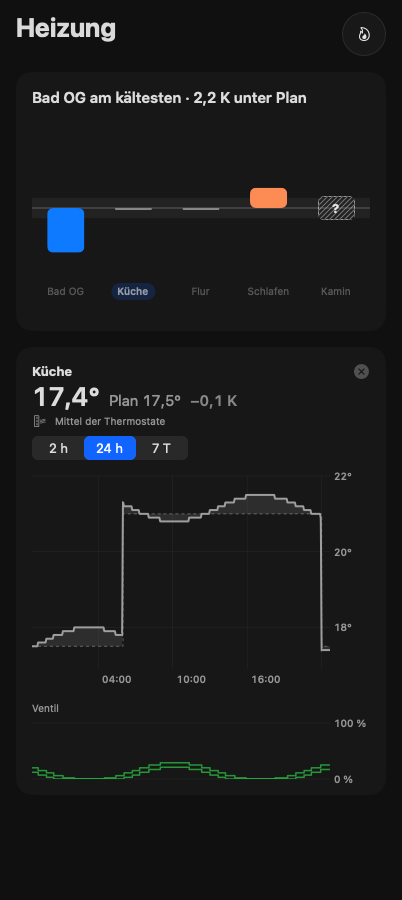 Heizung
Bad OG am kältesten · 2,2 K unter Plan
?
Bad OG Küche Flur Schlafen Kamin
Küche
17,4° Plan 17,5° −0,1 K
Mittel der Thermostate
2 h 24 h 7 T
22°
20°
18°
04:00 10:00 16:00
Ventil
100 %
0 %